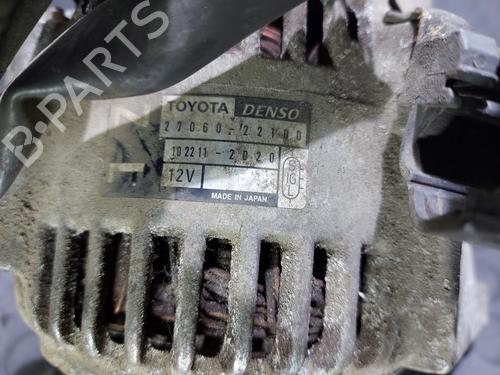 B-PARTS
TOYOTA DENSO
27060-22100
102211-2020
12V
MADE IN JAPAN